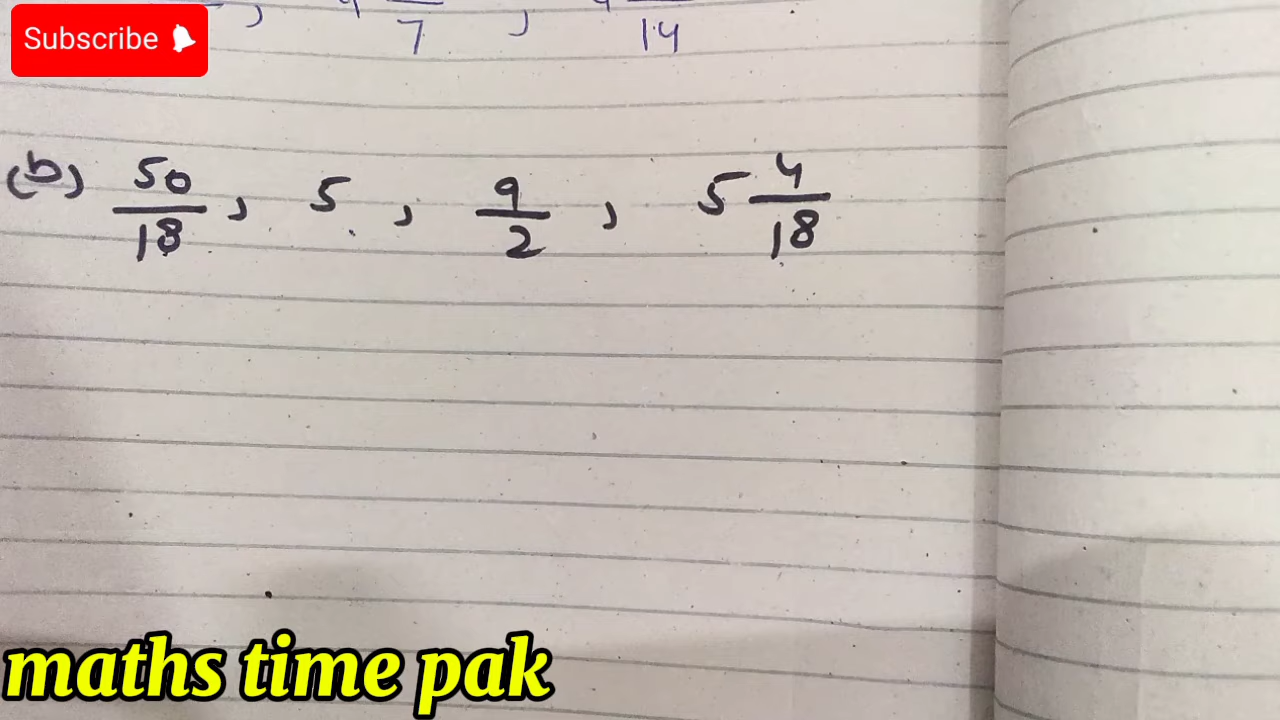 Subscribe
7 , 14
(b) 50/18 , 5 , 9/2 , 5 4/18
maths time pak